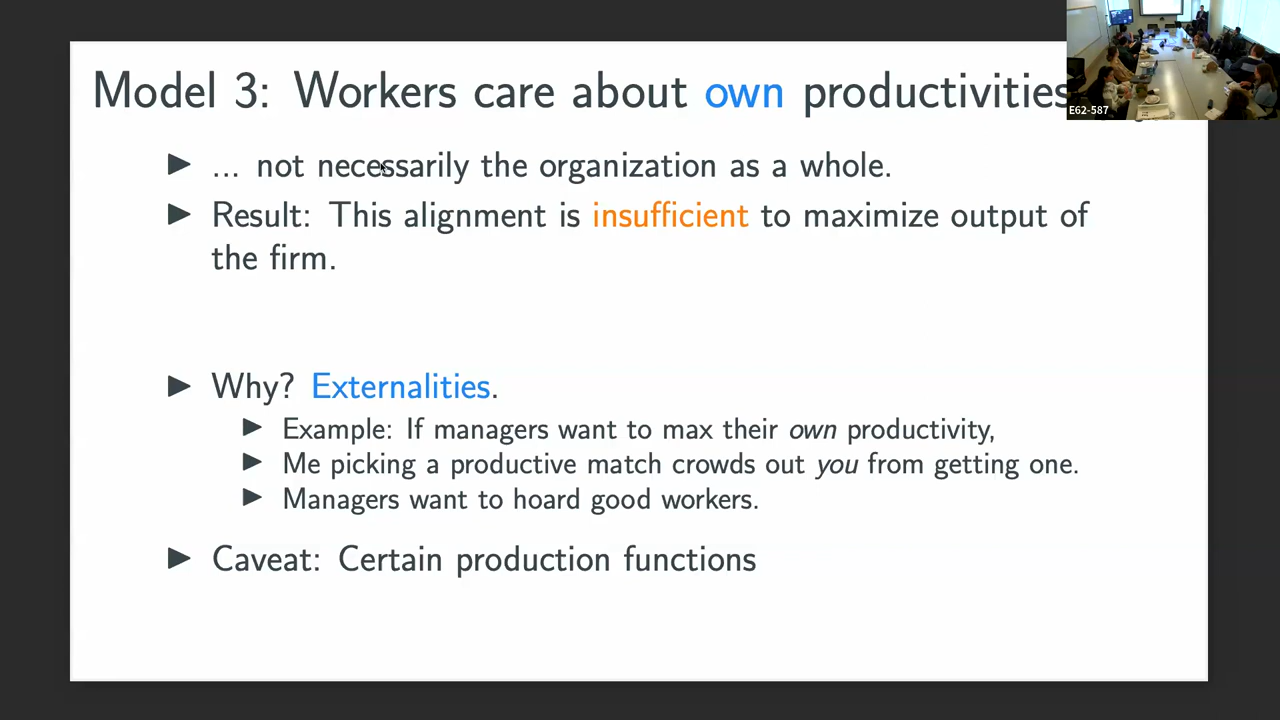 Model 3: Workers care about own productivities
E62-587
... not necessarily the organization as a whole.
Result: This alignment is insufficient to maximize output of
the firm.
Why? Externalities.
Example: If managers want to max their own productivity,
Me picking a productive match crowds out you from getting one.
Managers want to hoard good workers.
Caveat: Certain production functions